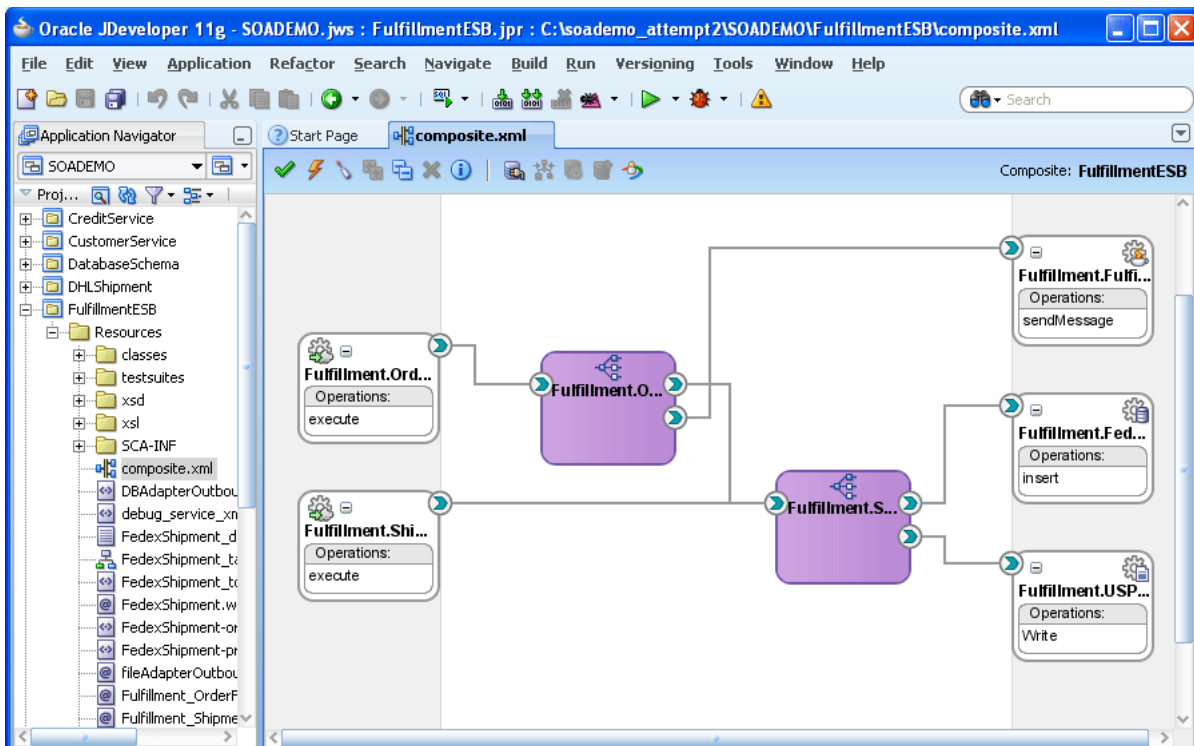 Oracle JDeveloper 11g - SOADEMO.jws : FulfillmentESB.jpr : C:\soademo_attempt2\SOADEMO\FulfillmentESB\composite.xml
File Edit View Application Refactor Search Navigate Build Run Versioning Tools Window Help
Search
Application Navigator
Start Page
composite.xml
SOADEMO
Composite: FulfillmentESB
Proj...
CreditService
CustomerService
DatabaseSchema
DHLShipment
FulfillmentESB
Resources
classes
testsuites
xsd
xsl
SCA-INF
composite.xml
DBAdapterOutbou
debug_service_xn
FedexShipment_d
FedexShipment_ta
FedexShipment_to
FedexShipment.w
FedexShipment-or
FedexShipment-pr
fileAdapterOutbou
Fulfillment_OrderF
Fulfillment_Shipme
Fulfillment.Ord...
Operations:
execute
Fulfillment.Shi...
Operations:
execute
Fulfillment.O...
Fulfillment.S...
Fulfillment.Fulfi...
Operations:
sendMessage
Fulfillment.Fed...
Operations:
insert
Fulfillment.USP...
Operations:
Write